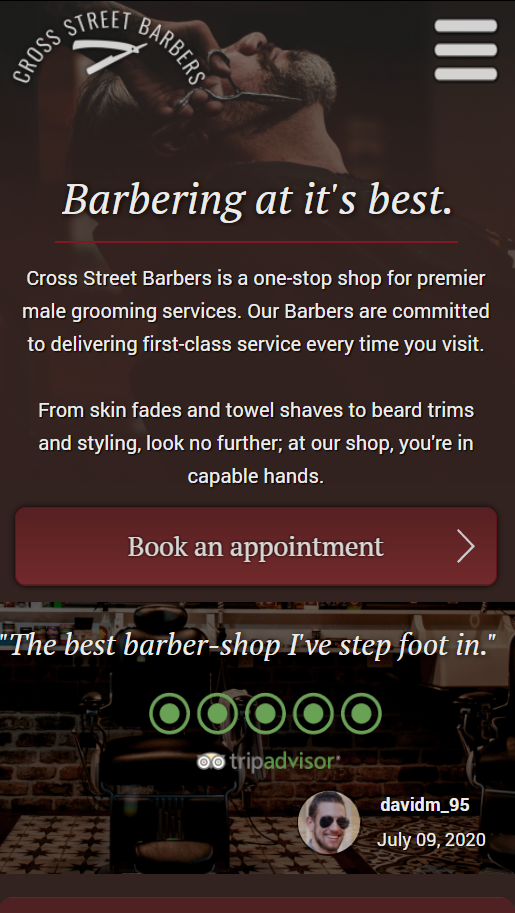 CROSS STREET BARBERS
Barbering at it's best.
Cross Street Barbers is a one-stop shop for premier
male grooming services. Our Barbers are committed
to delivering first-class service every time you visit.
From skin fades and towel shaves to beard trims
and styling, look no further; at our shop, you're in
capable hands.
Book an appointment
"The best barber-shop I've step foot in."
tripadvisor
davidm_95
July 09, 2020